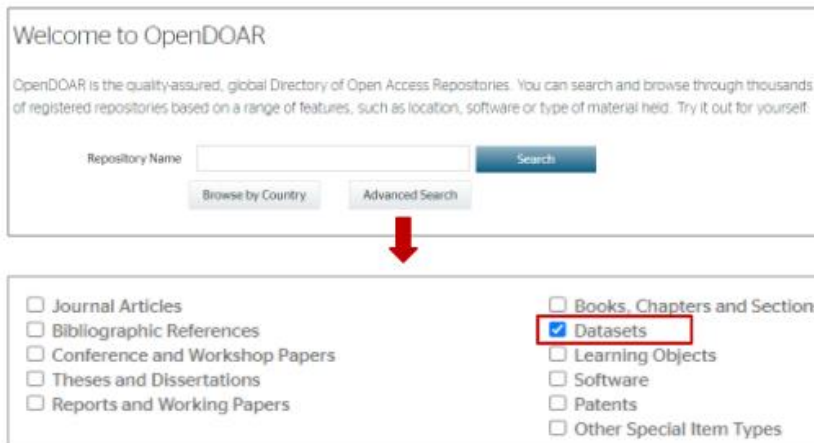 Welcome to OpenDOAR
OpenDOAR is the quality-assured, global Directory of Open Access Repositories. You can search and browse through thousands
of registered repositories based on a range of features, such as location, software or type of material held. Try it out for yourself:
Repository Name
Search
Browse by Country
Advanced Search
Journal Articles
Bibliographic References
Conference and Workshop Papers
Theses and Dissertations
Reports and Working Papers
Books, Chapters and Section
Datasets
Learning Objects
Software
Patents
Other Special Item Types